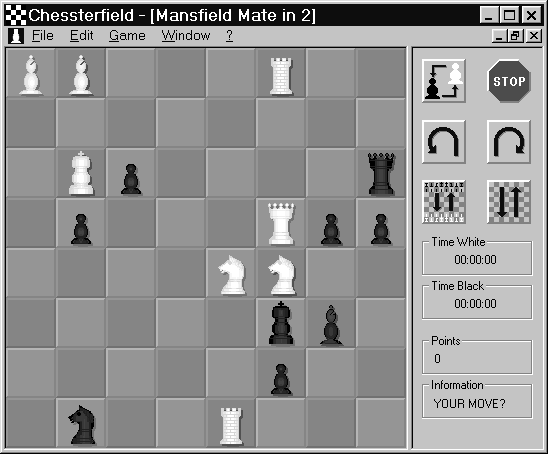 Chessterfield - [Mansfield Mate in 2]
File Edit Game Window ?
STOP
Time White
00:00:00
Time Black
00:00:00
Points
0
Information
YOUR MOVE?